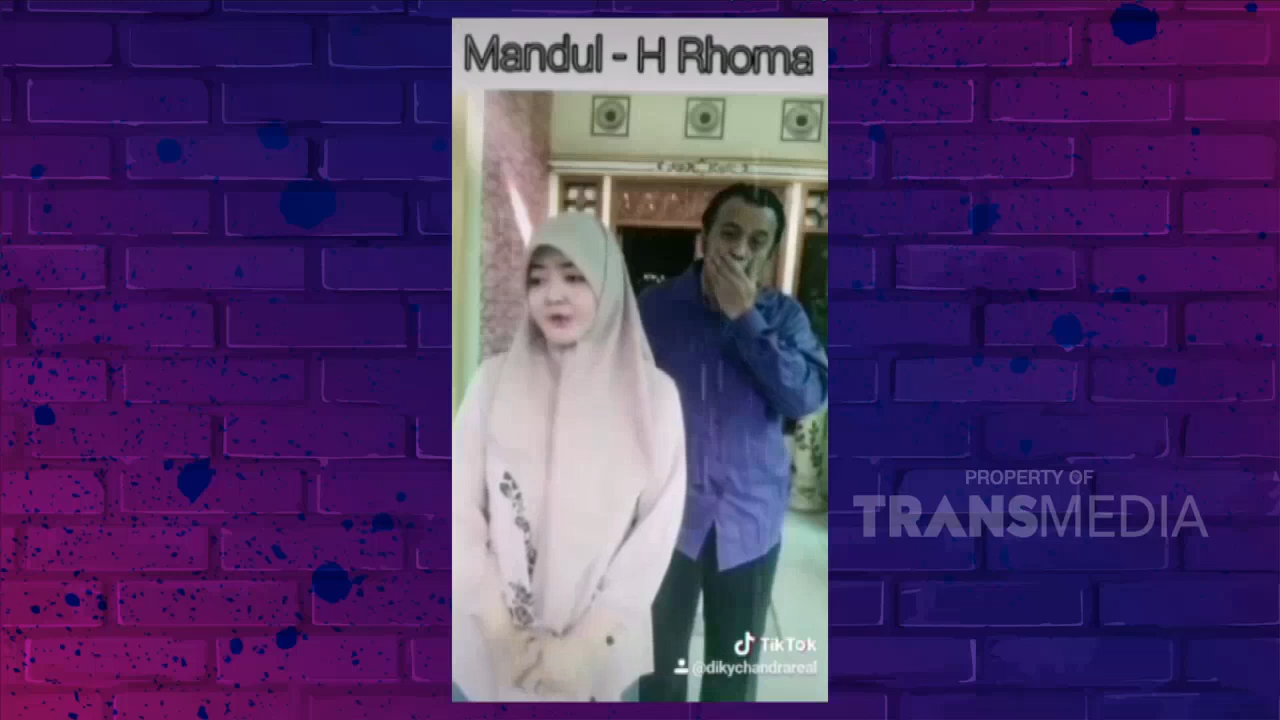 Mandul - H Rhoma
PROPERTY OF
TRANSMEDIA
TikTok
@dikychandrareal